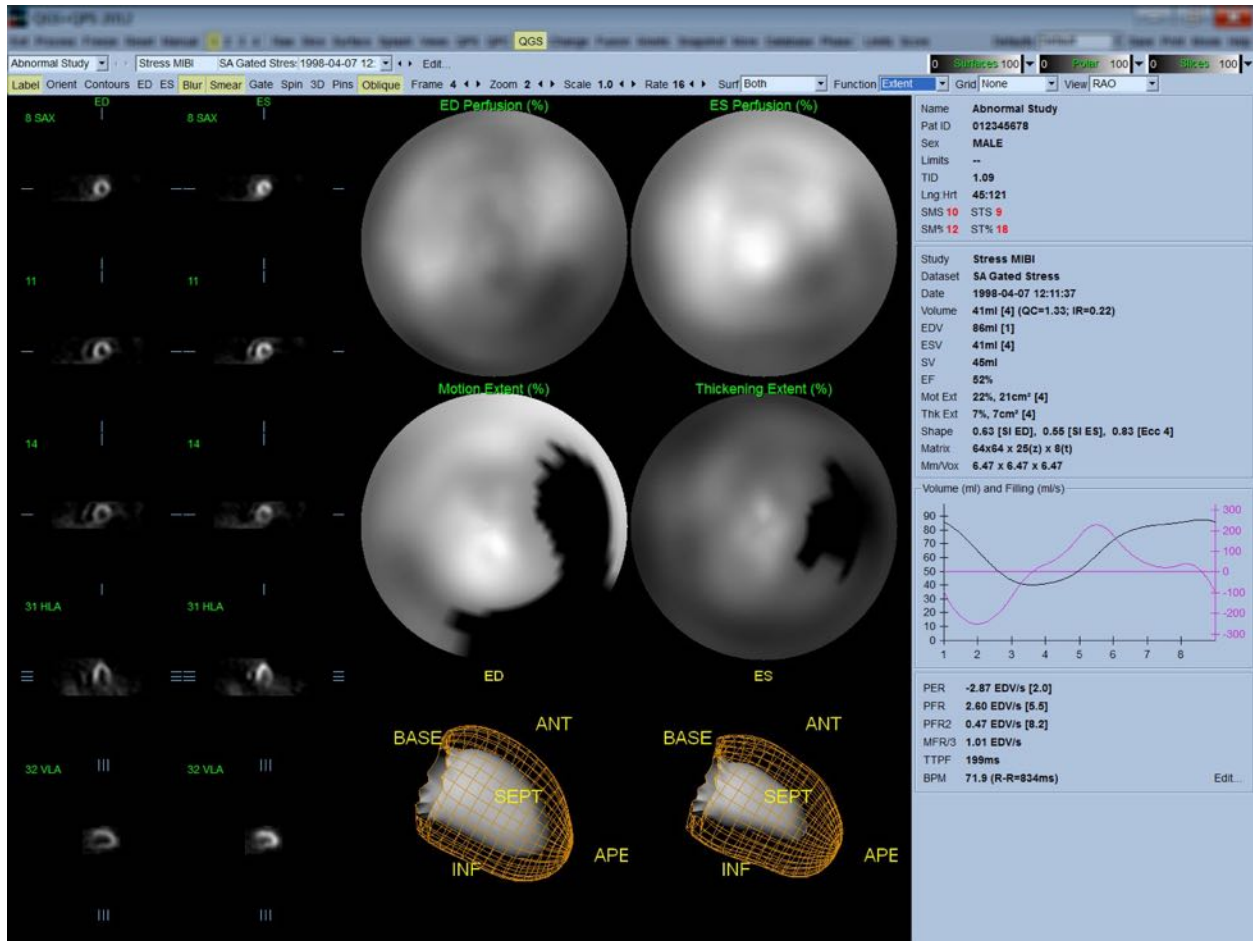 QGS+QPS 2012
QGS
Abnormal Study Stress MIBI SA Gated Stres: 1998-04-07 12: Edit...
0 Surfaces 100 0 Polar 100 0 Slices 100
Label Orient Contours ED ES Blur Smear Gate Spin 3D Pins Oblique Frame 4 Zoom 2 Scale 1.0 Rate 16 Surf Both Function Extent Grid None View RAO
ED ES
8 SAX 8 SAX
11 11
14 14
31 HLA 31 HLA
32 VLA 32 VLA
ED Perfusion (%) ES Perfusion (%)
Motion Extent (%) Thickening Extent (%)
ED ES
BASE ANT SEPT INF APE
BASE ANT SEPT INF APE
Name Abnormal Study
Pat ID 012345678
Sex MALE
Limits --
TID 1.09
Lng:Hrt 45:121
SMS 10 STS 9
SM% 12 ST% 18
Study Stress MIBI
Dataset SA Gated Stress
Date 1998-04-07 12:11:37
Volume 41ml [4] (QC=1.33; IR=0.22)
EDV 86ml [1]
ESV 41ml [4]
SV 45ml
EF 52%
Mot Ext 22%, 21cm² [4]
Thk Ext 7%, 7cm² [4]
Shape 0.63 [SI ED], 0.55 [SI ES], 0.83 [Ecc 4]
Matrix 64x64 x 25(z) x 8(t)
Mm/Vox 6.47 x 6.47 x 6.47
Volume (ml) and Filling (ml/s)
90
80
70
60
50
40
30
20
10
0
300
200
100
0
-100
-200
-300
1 2 3 4 5 6 7 8
PER -2.87 EDV/s [2.0]
PFR 2.60 EDV/s [5.5]
PFR2 0.47 EDV/s [8.2]
MFR/3 1.01 EDV/s
TTPF 199ms
BPM 71.9 (R-R=834ms) Edit...